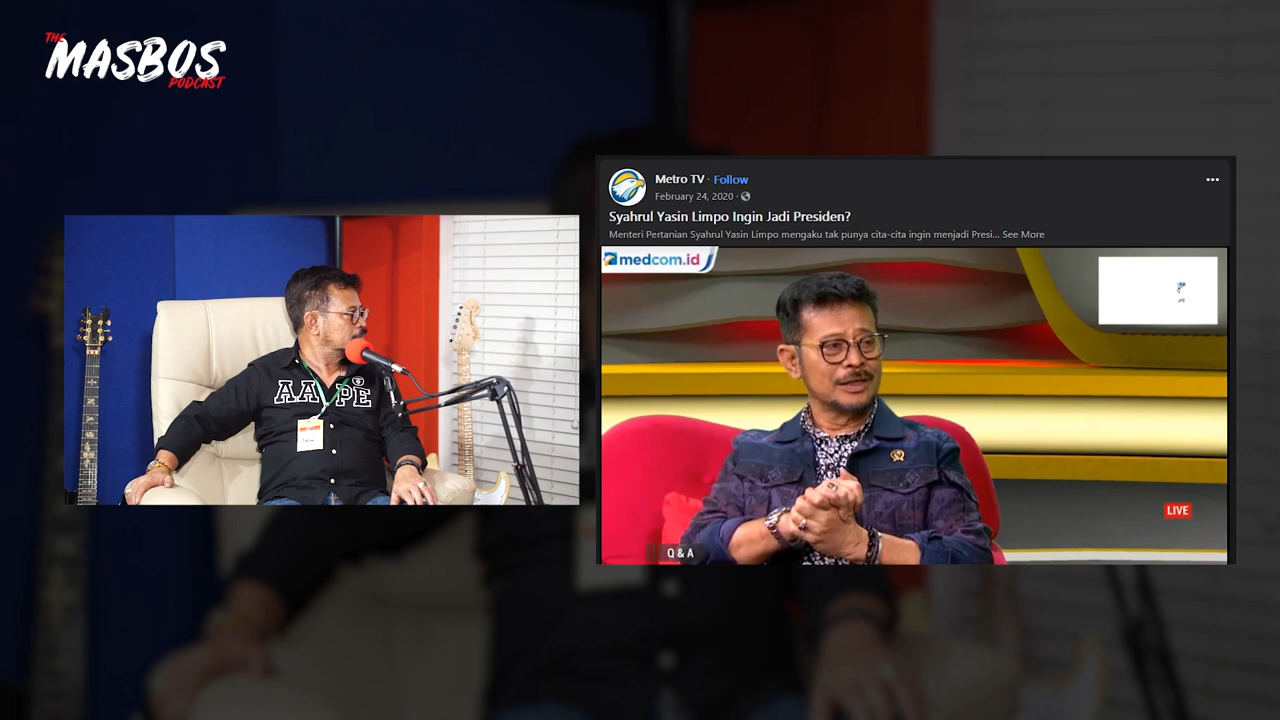 THE
MASBOS
PODCAST
AAPE
Metro TV · Follow
February 24, 2020 ·
Syahrul Yasin Limpo Ingin Jadi Presiden?
Menteri Pertanian Syahrul Yasin Limpo mengaku tak punya cita-cita ingin menjadi Presi... See More
medcom.id
LIVE
Q & A